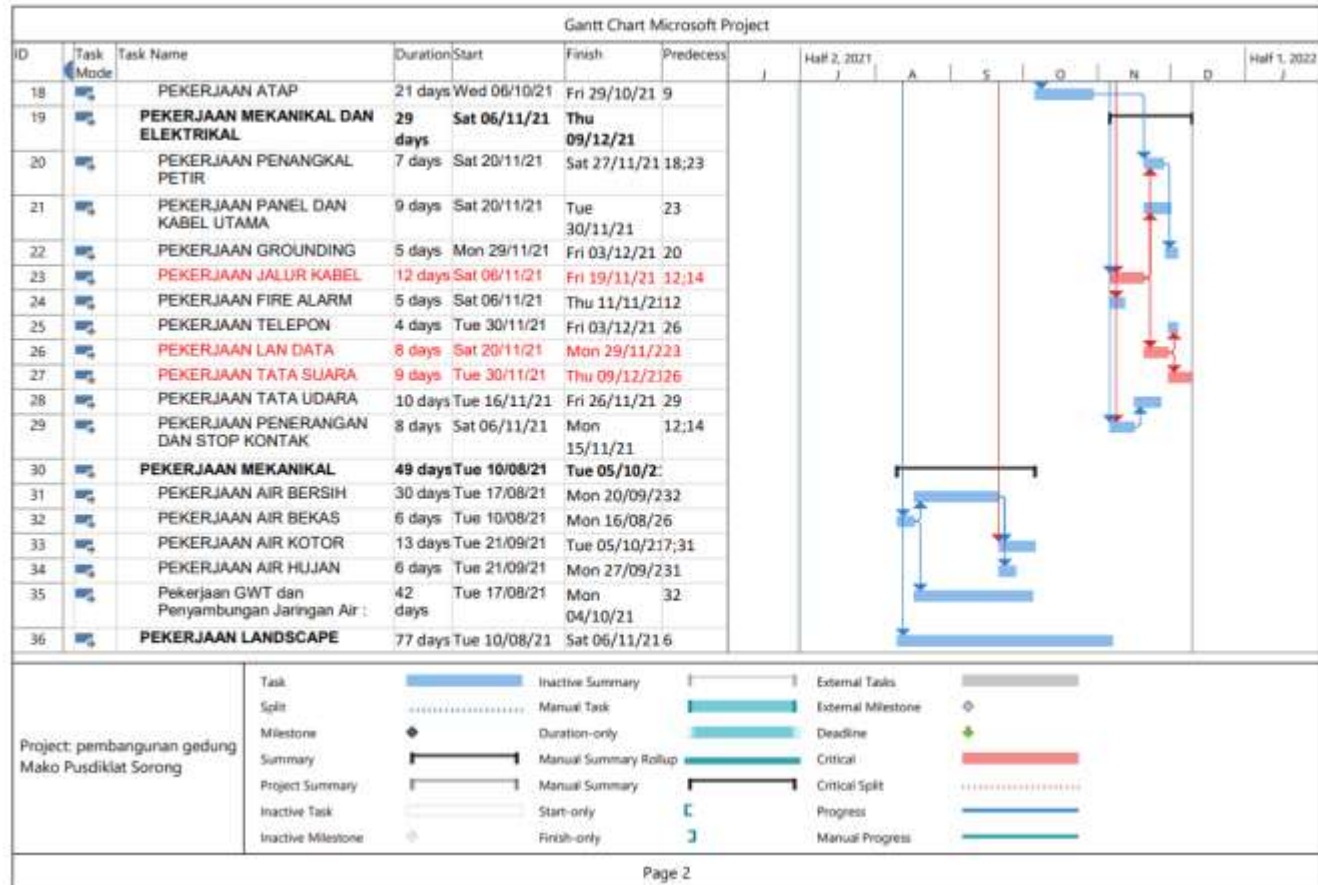 Gantt Chart Microsoft Project
ID Task Mode Task Name Duration Start Finish Predecess
Half 2, 2021 Half 1, 2022
J J A S O N D J
18 PEKERJAAN ATAP 21 days Wed 06/10/21 Fri 29/10/21 9
19 PEKERJAAN MEKANIKAL DAN ELEKTRIKAL 29 days Sat 06/11/21 Thu 09/12/21
20 PEKERJAAN PENANGKAL PETIR 7 days Sat 20/11/21 Sat 27/11/21 18;23
21 PEKERJAAN PANEL DAN KABEL UTAMA 9 days Sat 20/11/21 Tue 30/11/21 23
22 PEKERJAAN GROUNDING 5 days Mon 29/11/21 Fri 03/12/21 20
23 PEKERJAAN JALUR KABEL 12 days Sat 06/11/21 Fri 19/11/21 12;14
24 PEKERJAAN FIRE ALARM 5 days Sat 06/11/21 Thu 11/11/21 12
25 PEKERJAAN TELEPON 4 days Tue 30/11/21 Fri 03/12/21 26
26 PEKERJAAN LAN DATA 8 days Sat 20/11/21 Mon 29/11/2 23
27 PEKERJAAN TATA SUARA 9 days Tue 30/11/21 Thu 09/12/2 26
28 PEKERJAAN TATA UDARA 10 days Tue 16/11/21 Fri 26/11/21 29
29 PEKERJAAN PENERANGAN DAN STOP KONTAK 8 days Sat 06/11/21 Mon 15/11/21 12;14
30 PEKERJAAN MEKANIKAL 49 days Tue 10/08/21 Tue 05/10/2
31 PEKERJAAN AIR BERSIH 30 days Tue 17/08/21 Mon 20/09/2 32
32 PEKERJAAN AIR BEKAS 6 days Tue 10/08/21 Mon 16/08/2 6
33 PEKERJAAN AIR KOTOR 13 days Tue 21/09/21 Tue 05/10/2 17;31
34 PEKERJAAN AIR HUJAN 6 days Tue 21/09/21 Mon 27/09/2 31
35 Pekerjaan GWT dan Penyambungan Jaringan Air : 42 days Tue 17/08/21 Mon 04/10/21 32
36 PEKERJAAN LANDSCAPE 77 days Tue 10/08/21 Sat 06/11/21 6
Project: pembangunan gedung
Mako Pusdiklat Sorong
Task Inactive Summary External Tasks
Split Manual Task External Milestone
Milestone Duration-only Deadline
Summary Manual Summary Rollup Critical
Project Summary Manual Summary Critical Split
Inactive Task Start-only Progress
Inactive Milestone Finish-only Manual Progress
Page 2